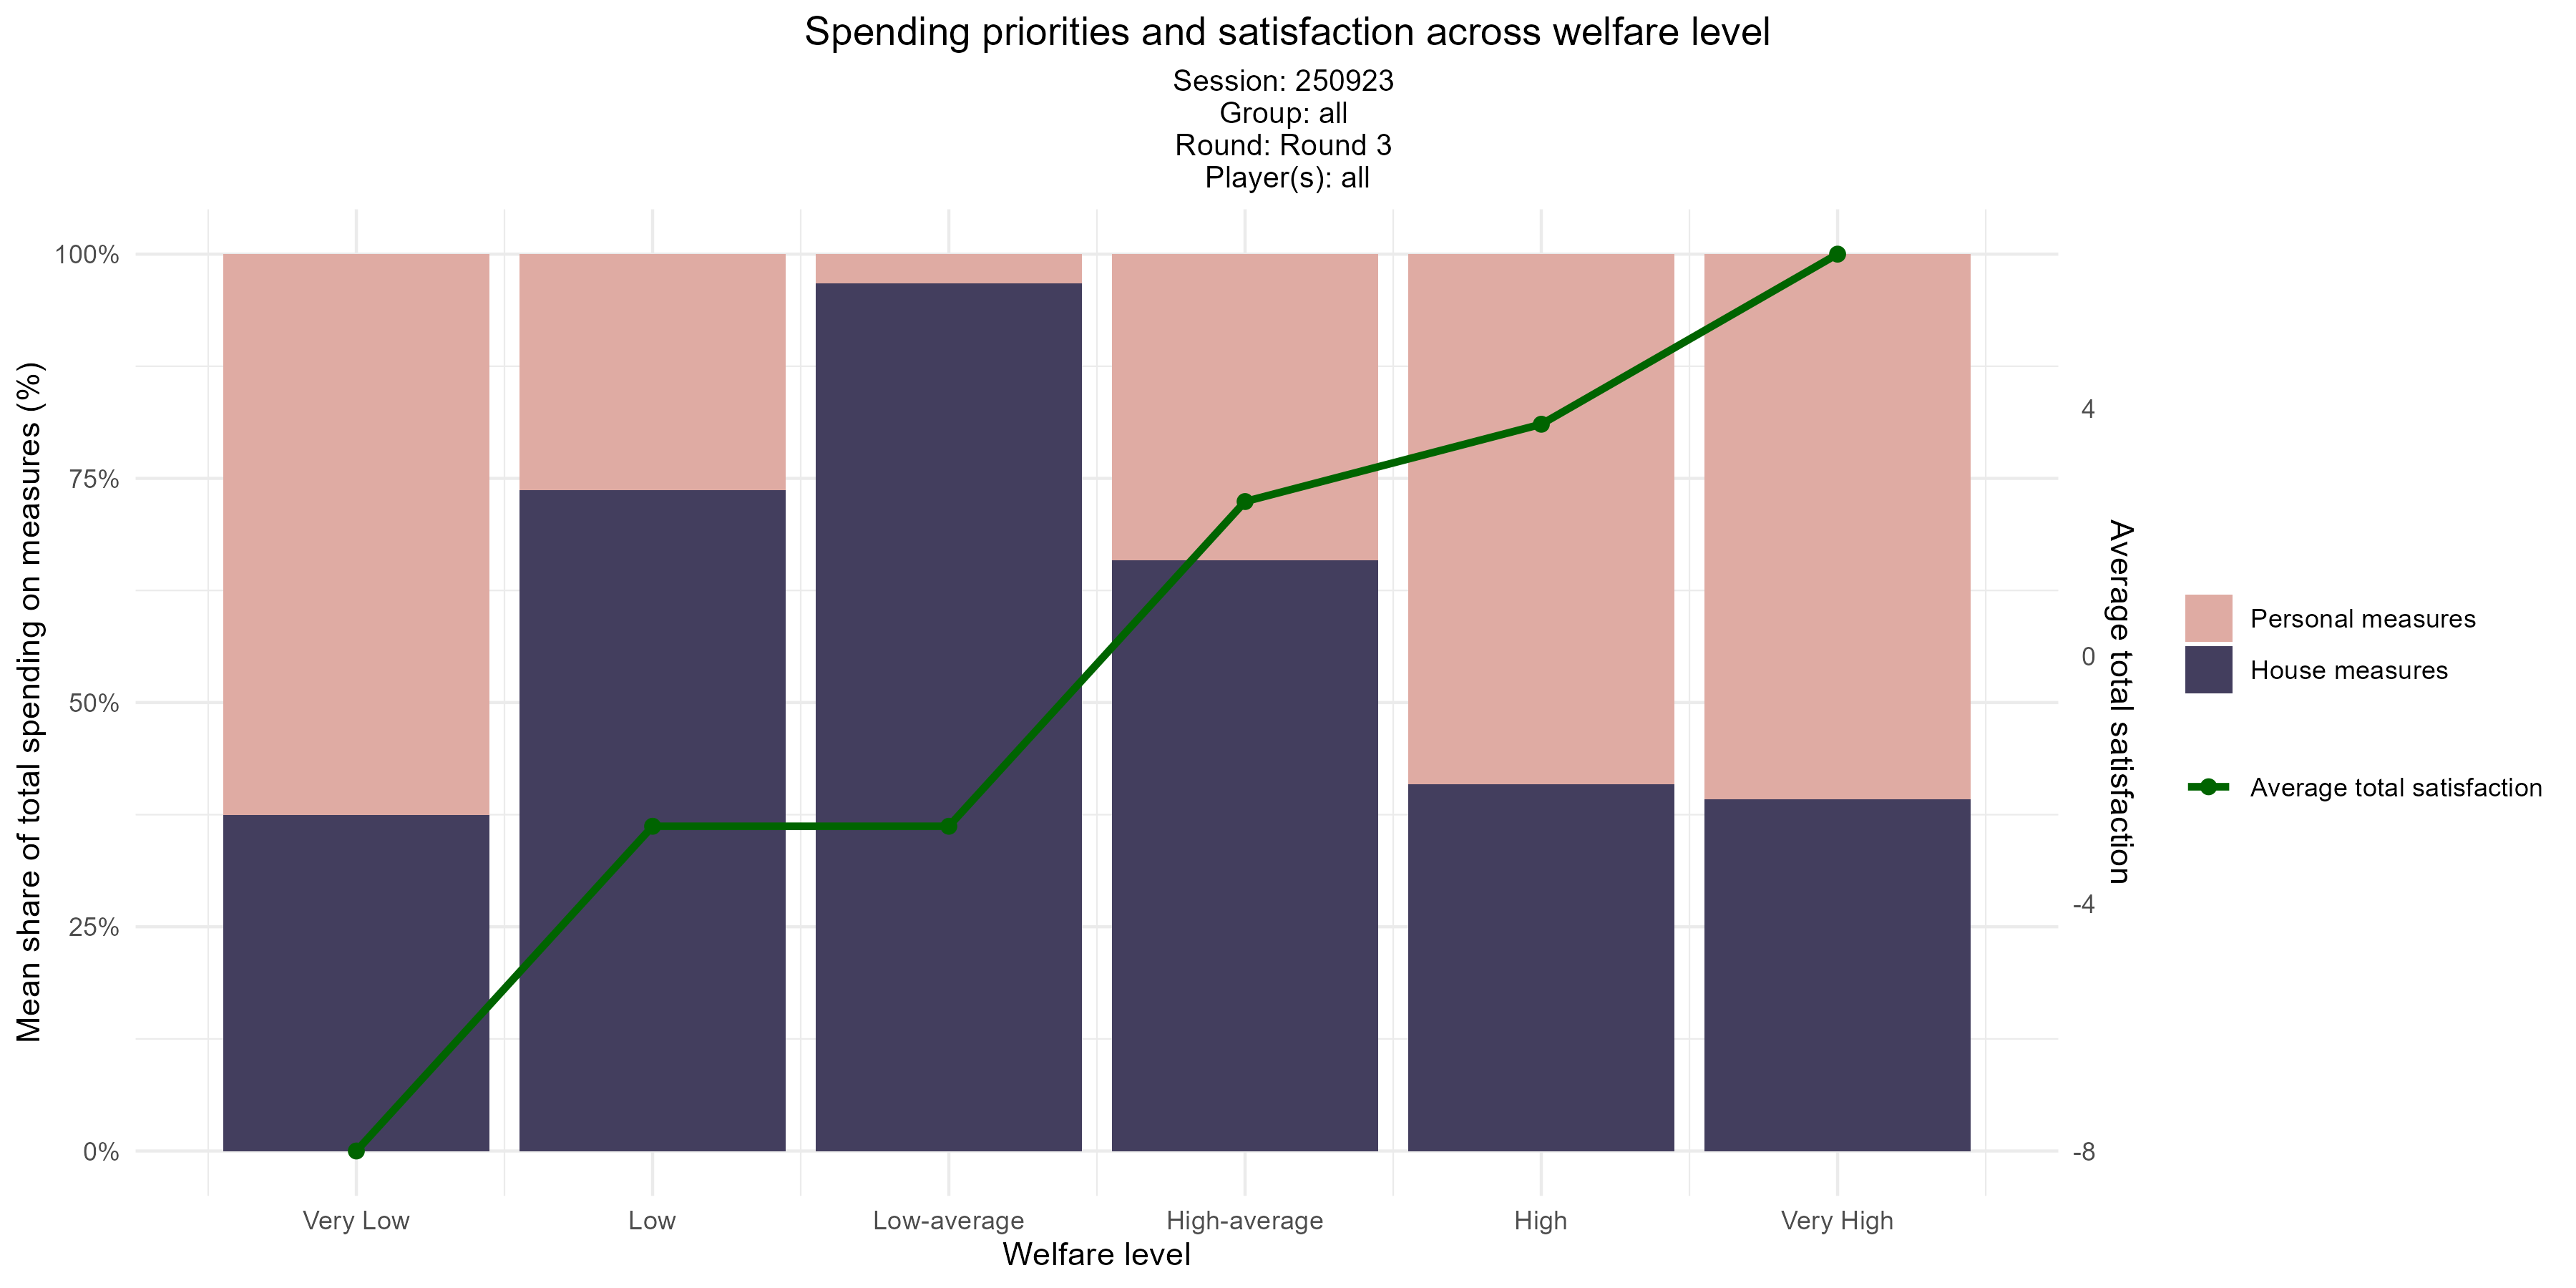 Spending priorities and satisfaction across welfare level
Session: 250923
Group: all
Round: Round 3
Player(s): all
Mean share of total spending on measures (%)
100%
75%
50%
25%
0%
4
0
-4
-8
Average total satisfaction
Personal measures
House measures
Average total satisfaction
Very Low
Low
Low-average
High-average
High
Very High
Welfare level